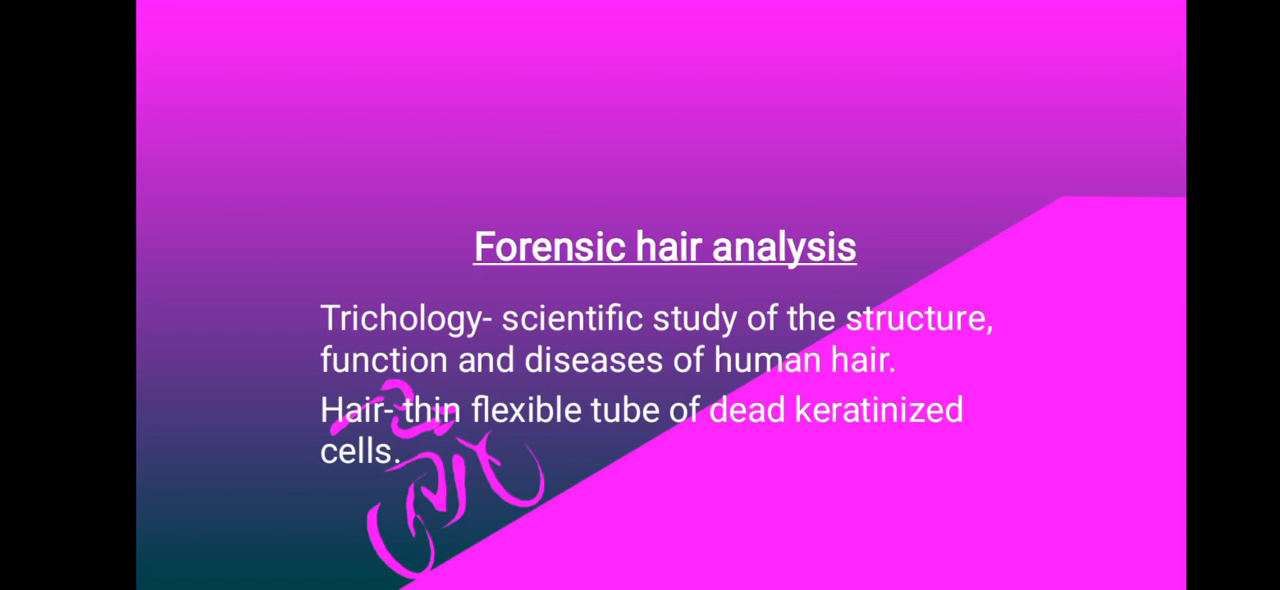 Forensic hair analysis
Trichology- scientific study of the structure,
function and diseases of human hair.
Hair- thin flexible tube of dead keratinized
cells.